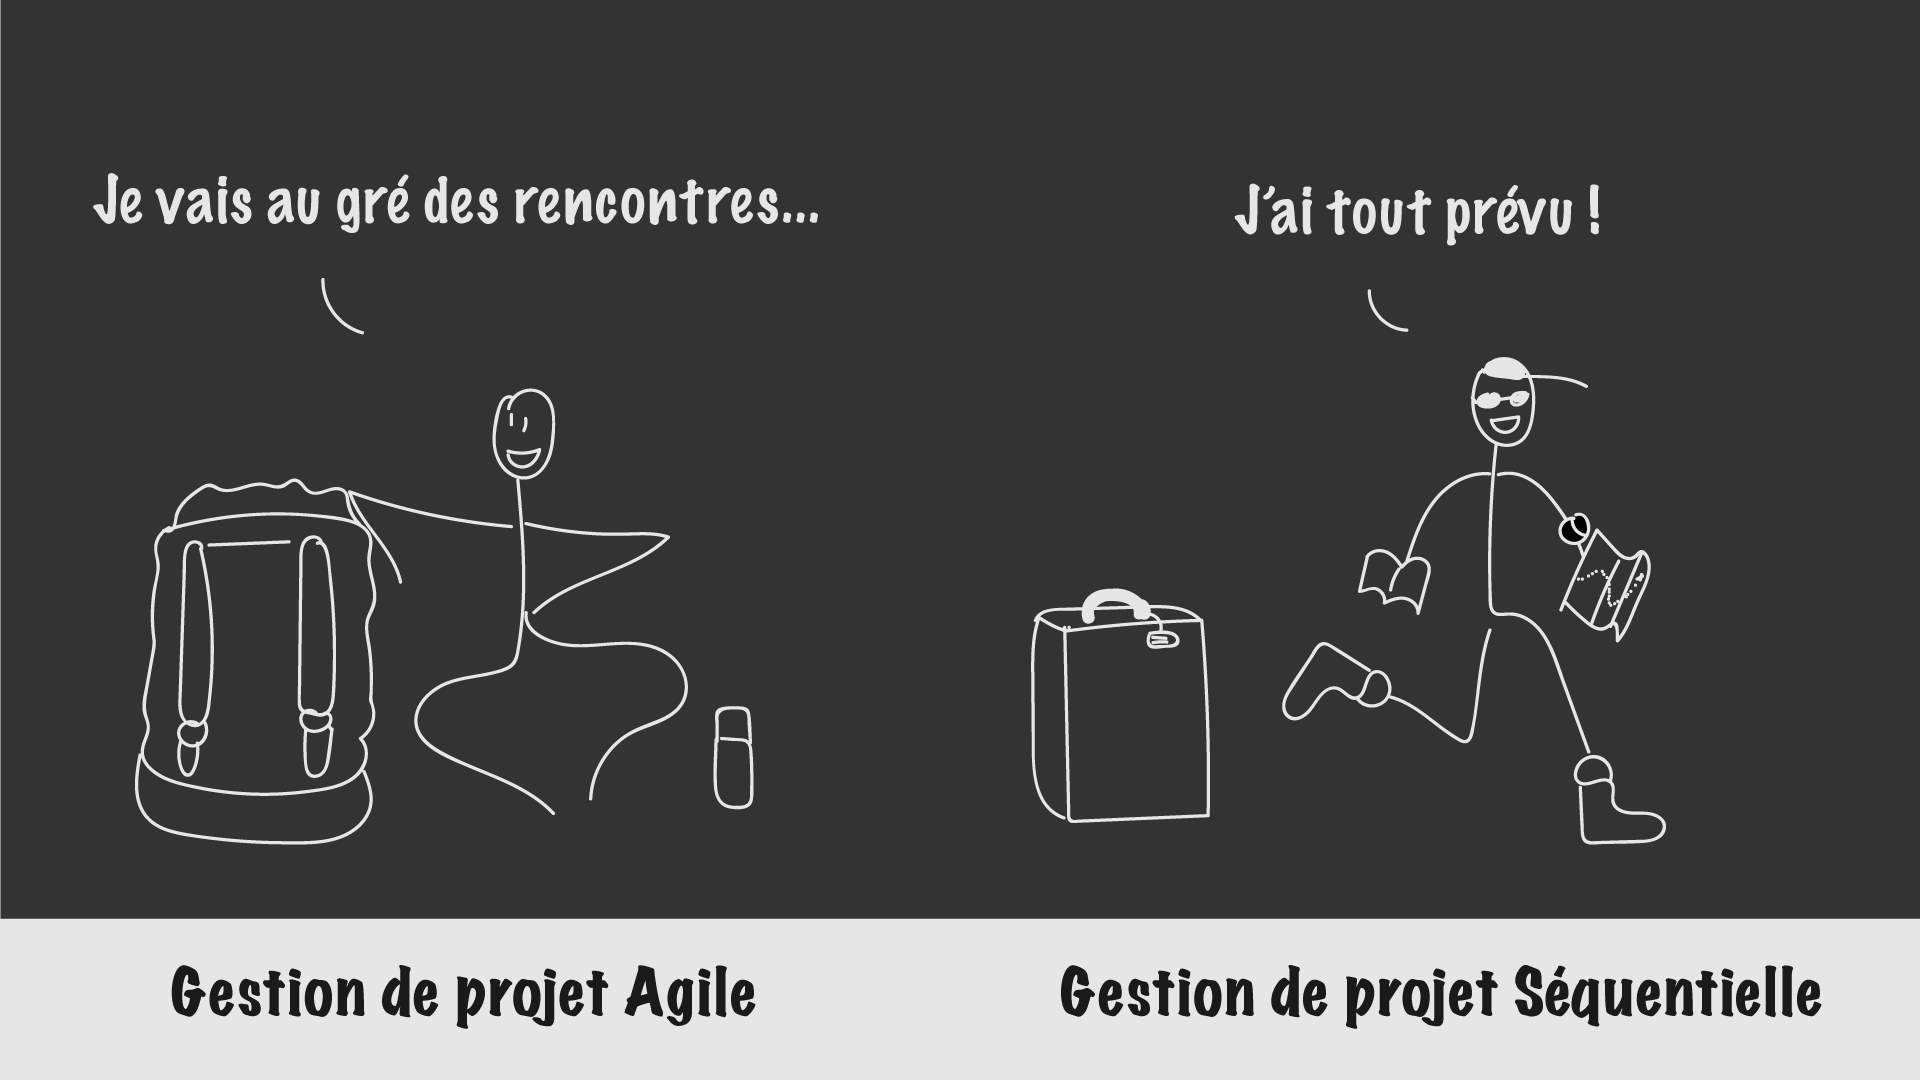 Je vais au gré des rencontres...
J'ai tout prévu !
Gestion de projet Agile
Gestion de projet Séquentielle